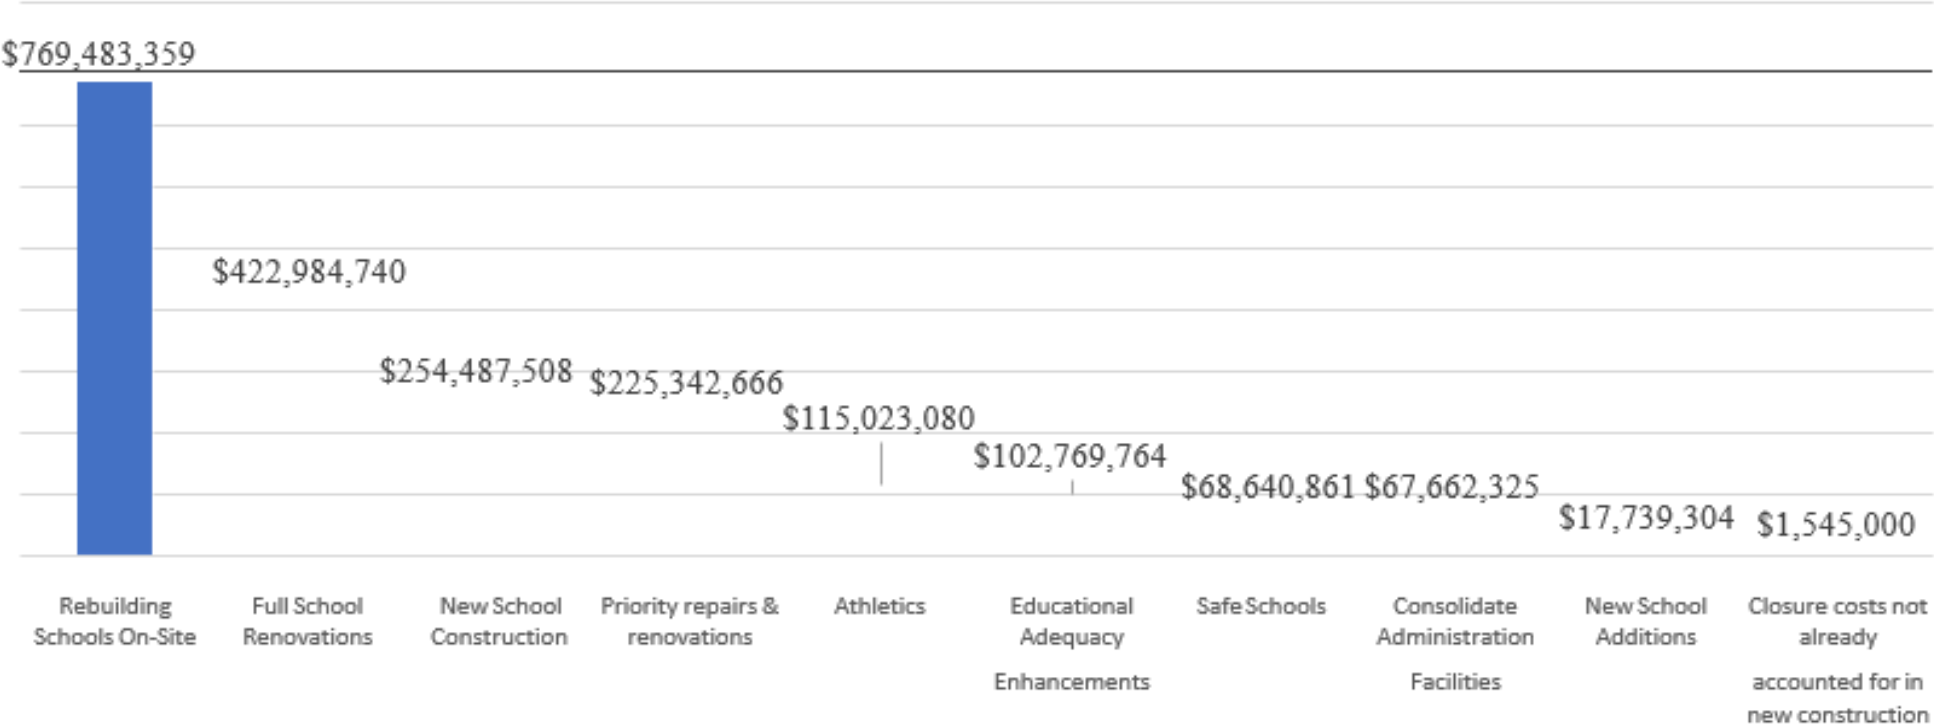 $769,483,359
$422,984,740
$254,487,508
$225,342,666
$115,023,080
$102,769,764
$68,640,861
$67,662,325
$17,739,304
$1,545,000
Rebuilding
Schools On-Site
Full School
Renovations
New School
Construction
Priority repairs &
renovations
Athletics
Educational
Adequacy
Enhancements
Safe Schools
Consolidate
Administration
Facilities
New School
Additions
Closure costs not
already
accounted for in
new construction